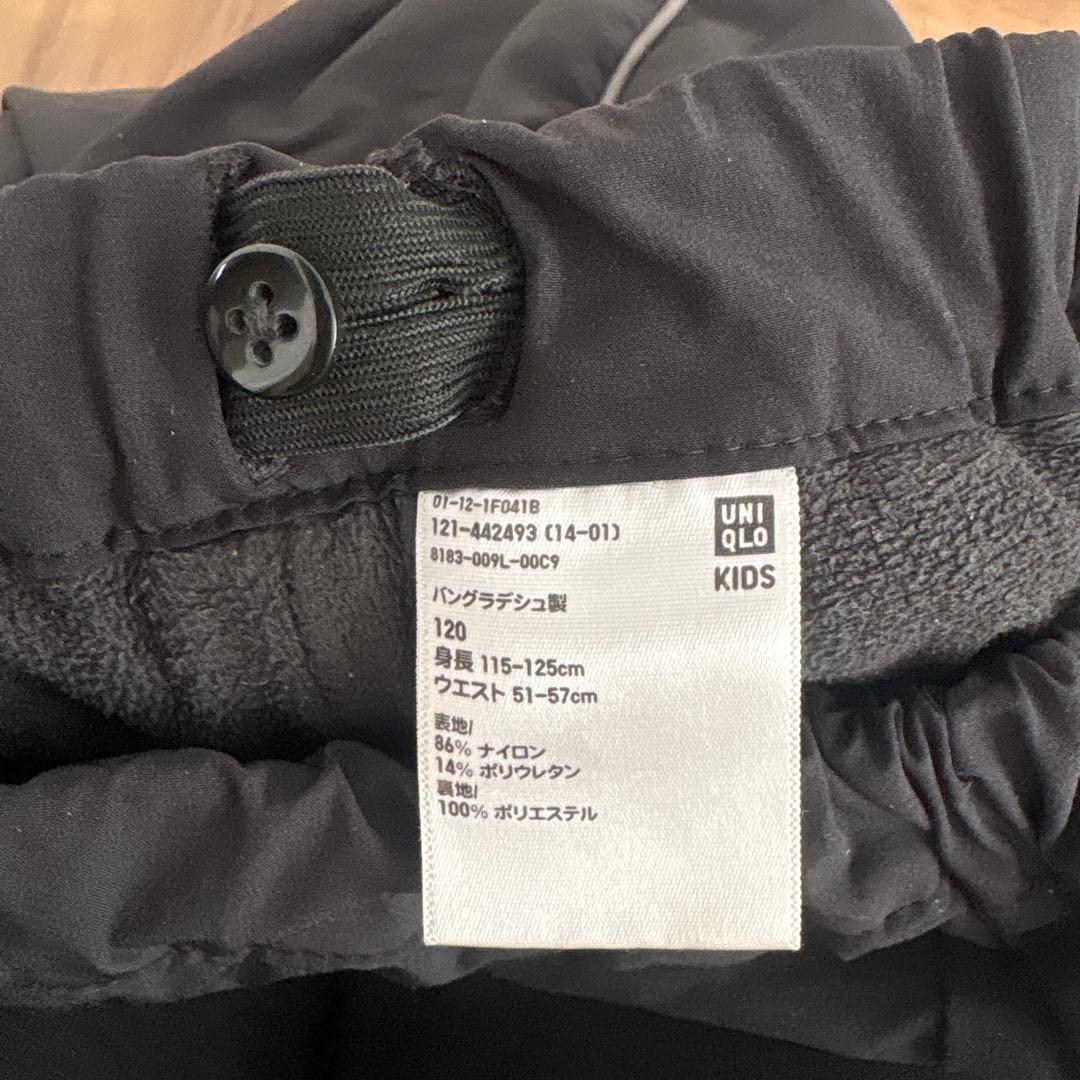 01-12-1F041B
121-442493 (14-01)
8183-009L-00C9
UNI
QLO
KIDS
バングラデシュ製
120
身長 115-125cm
ウエスト 51-57cm
表地/
86% ナイロン
14% ポリウレタン
裏地/
100% ポリエステル